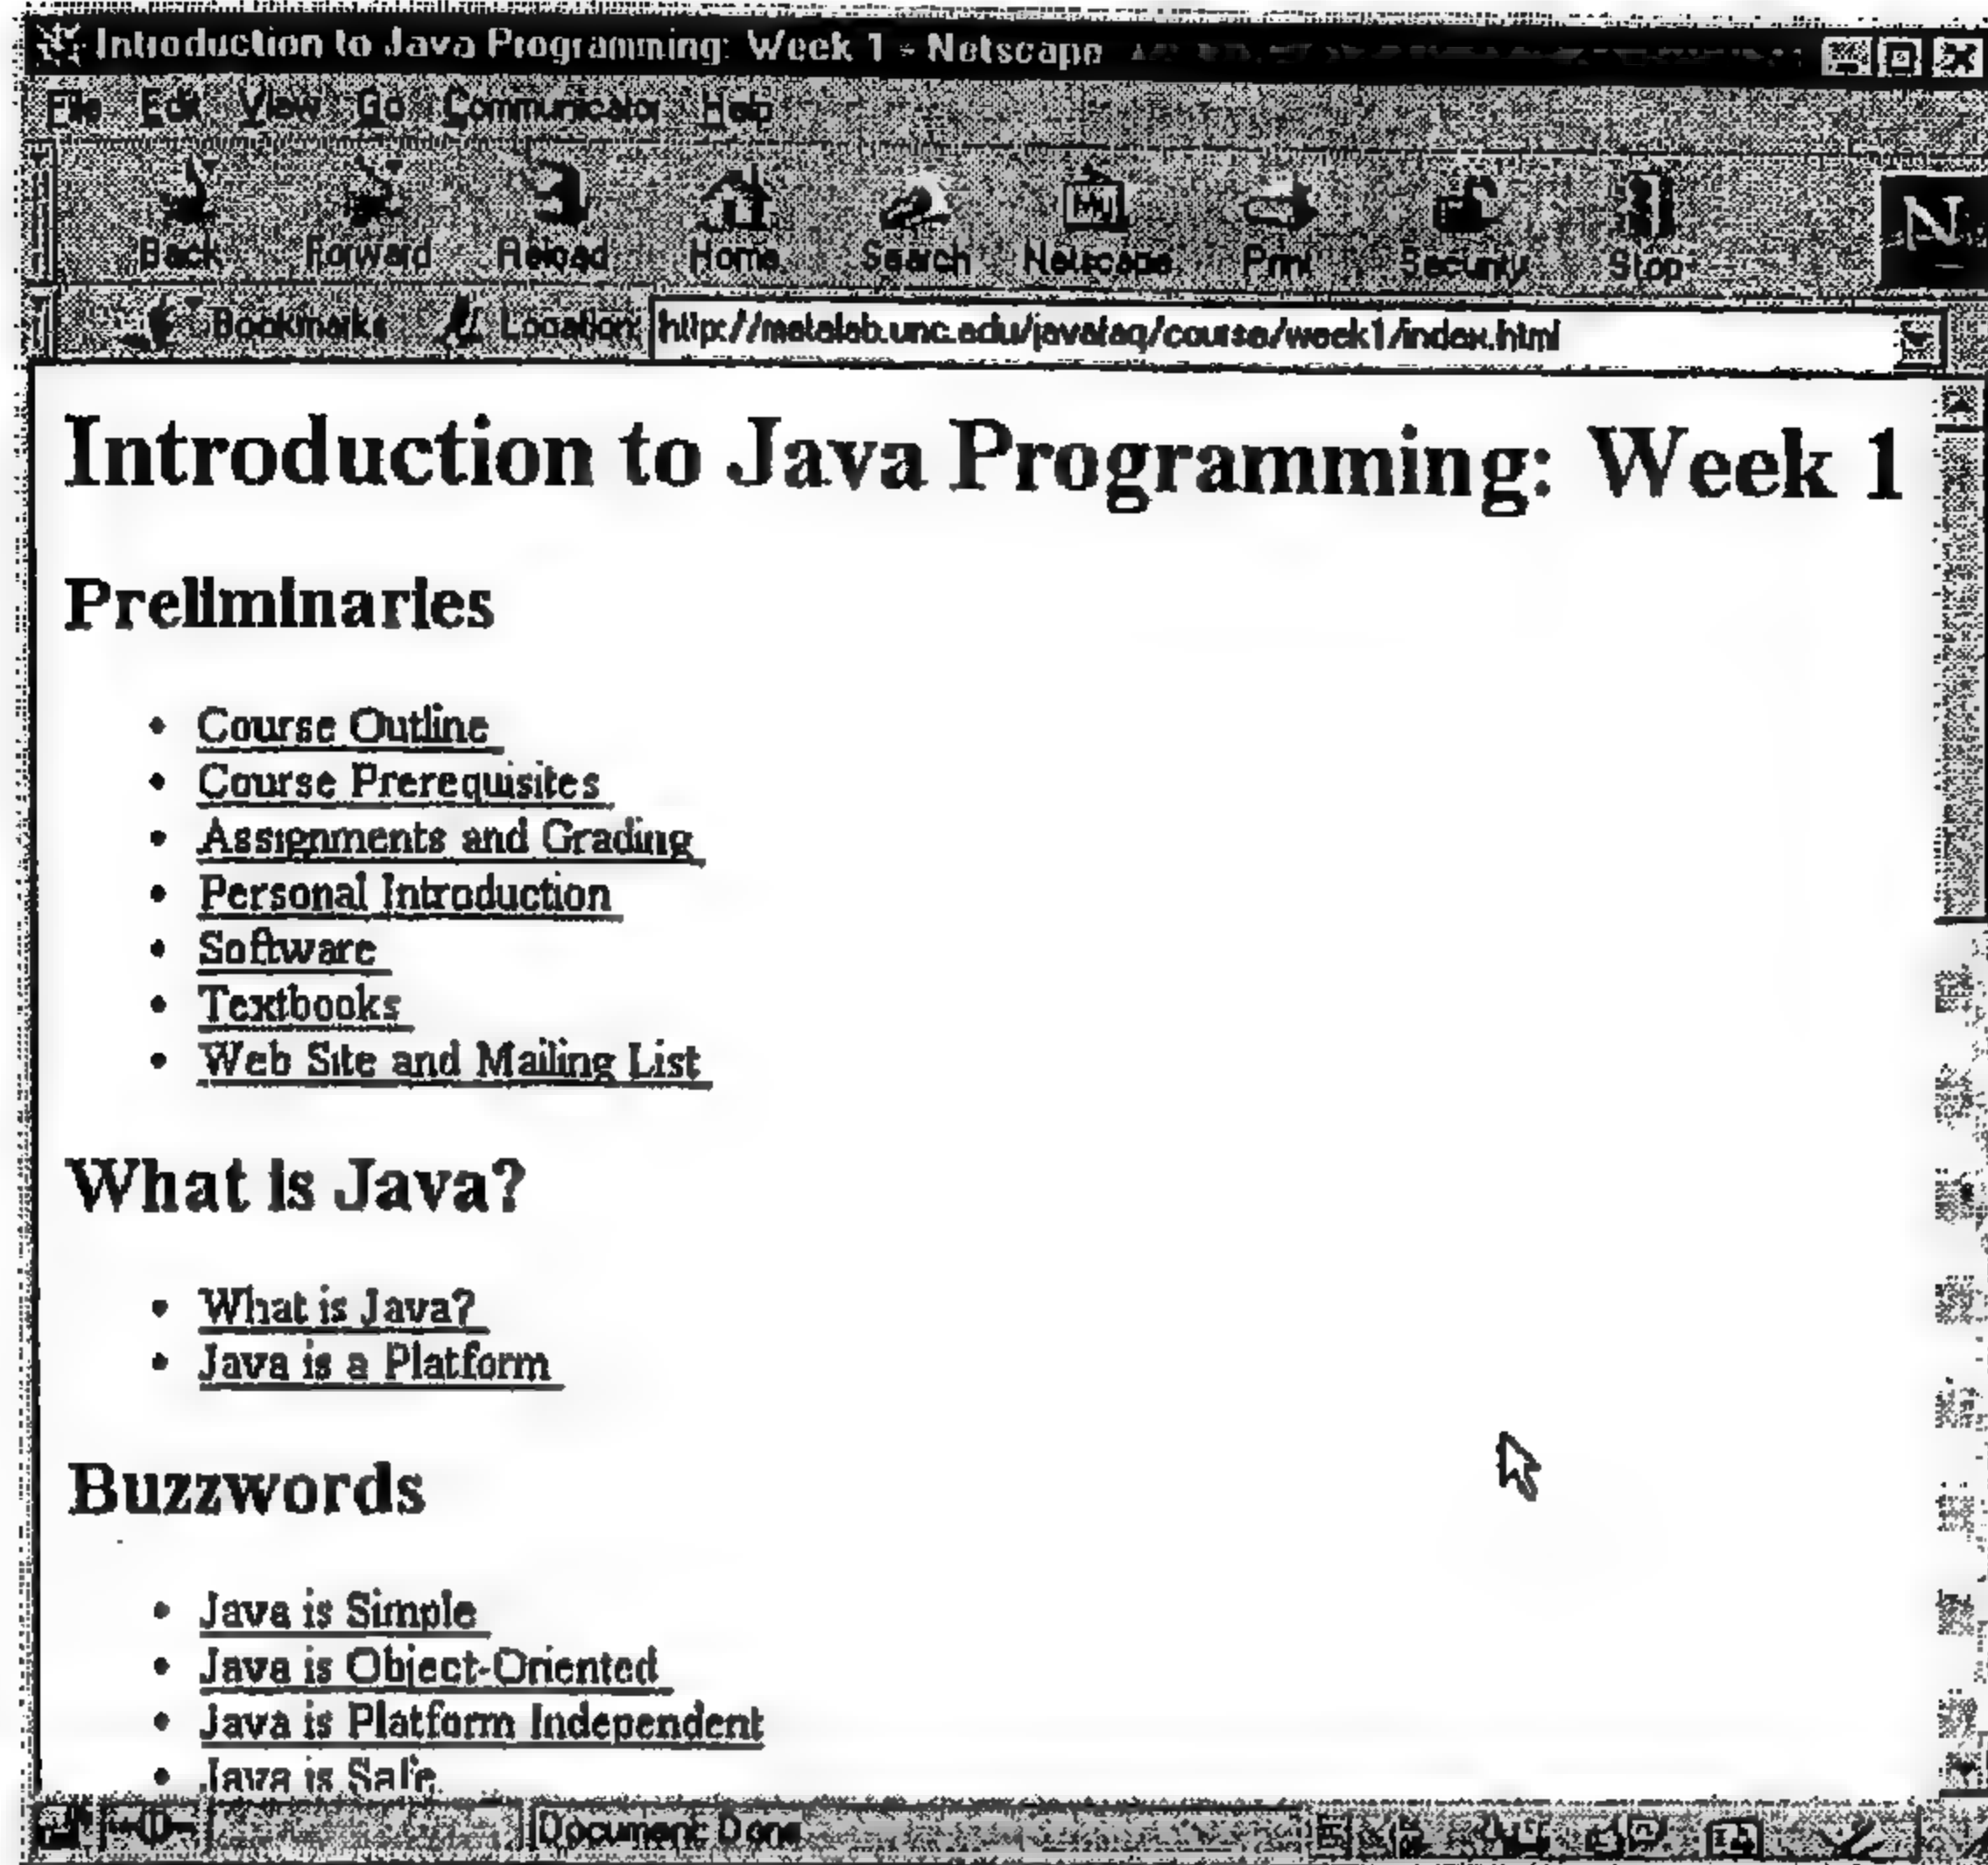 Introduction to Java Programming: Week 1 - Netscape
File Edit View Go Communicator Help
Back Forward Reload Home Search Netscape Print Security Stop
N
Bookmarks Location: http://metalab.unc.edu/javafaq/course/week1/index.html
Introduction to Java Programming: Week 1
Preliminaries
• Course Outline
• Course Prerequisites
• Assignments and Grading
• Personal Introduction
• Software
• Textbooks
• Web Site and Mailing List
What is Java?
• What is Java?
• Java is a Platform
Buzzwords
• Java is Simple
• Java is Object-Oriented
• Java is Platform Independent
• Java is Safe
Document: Done